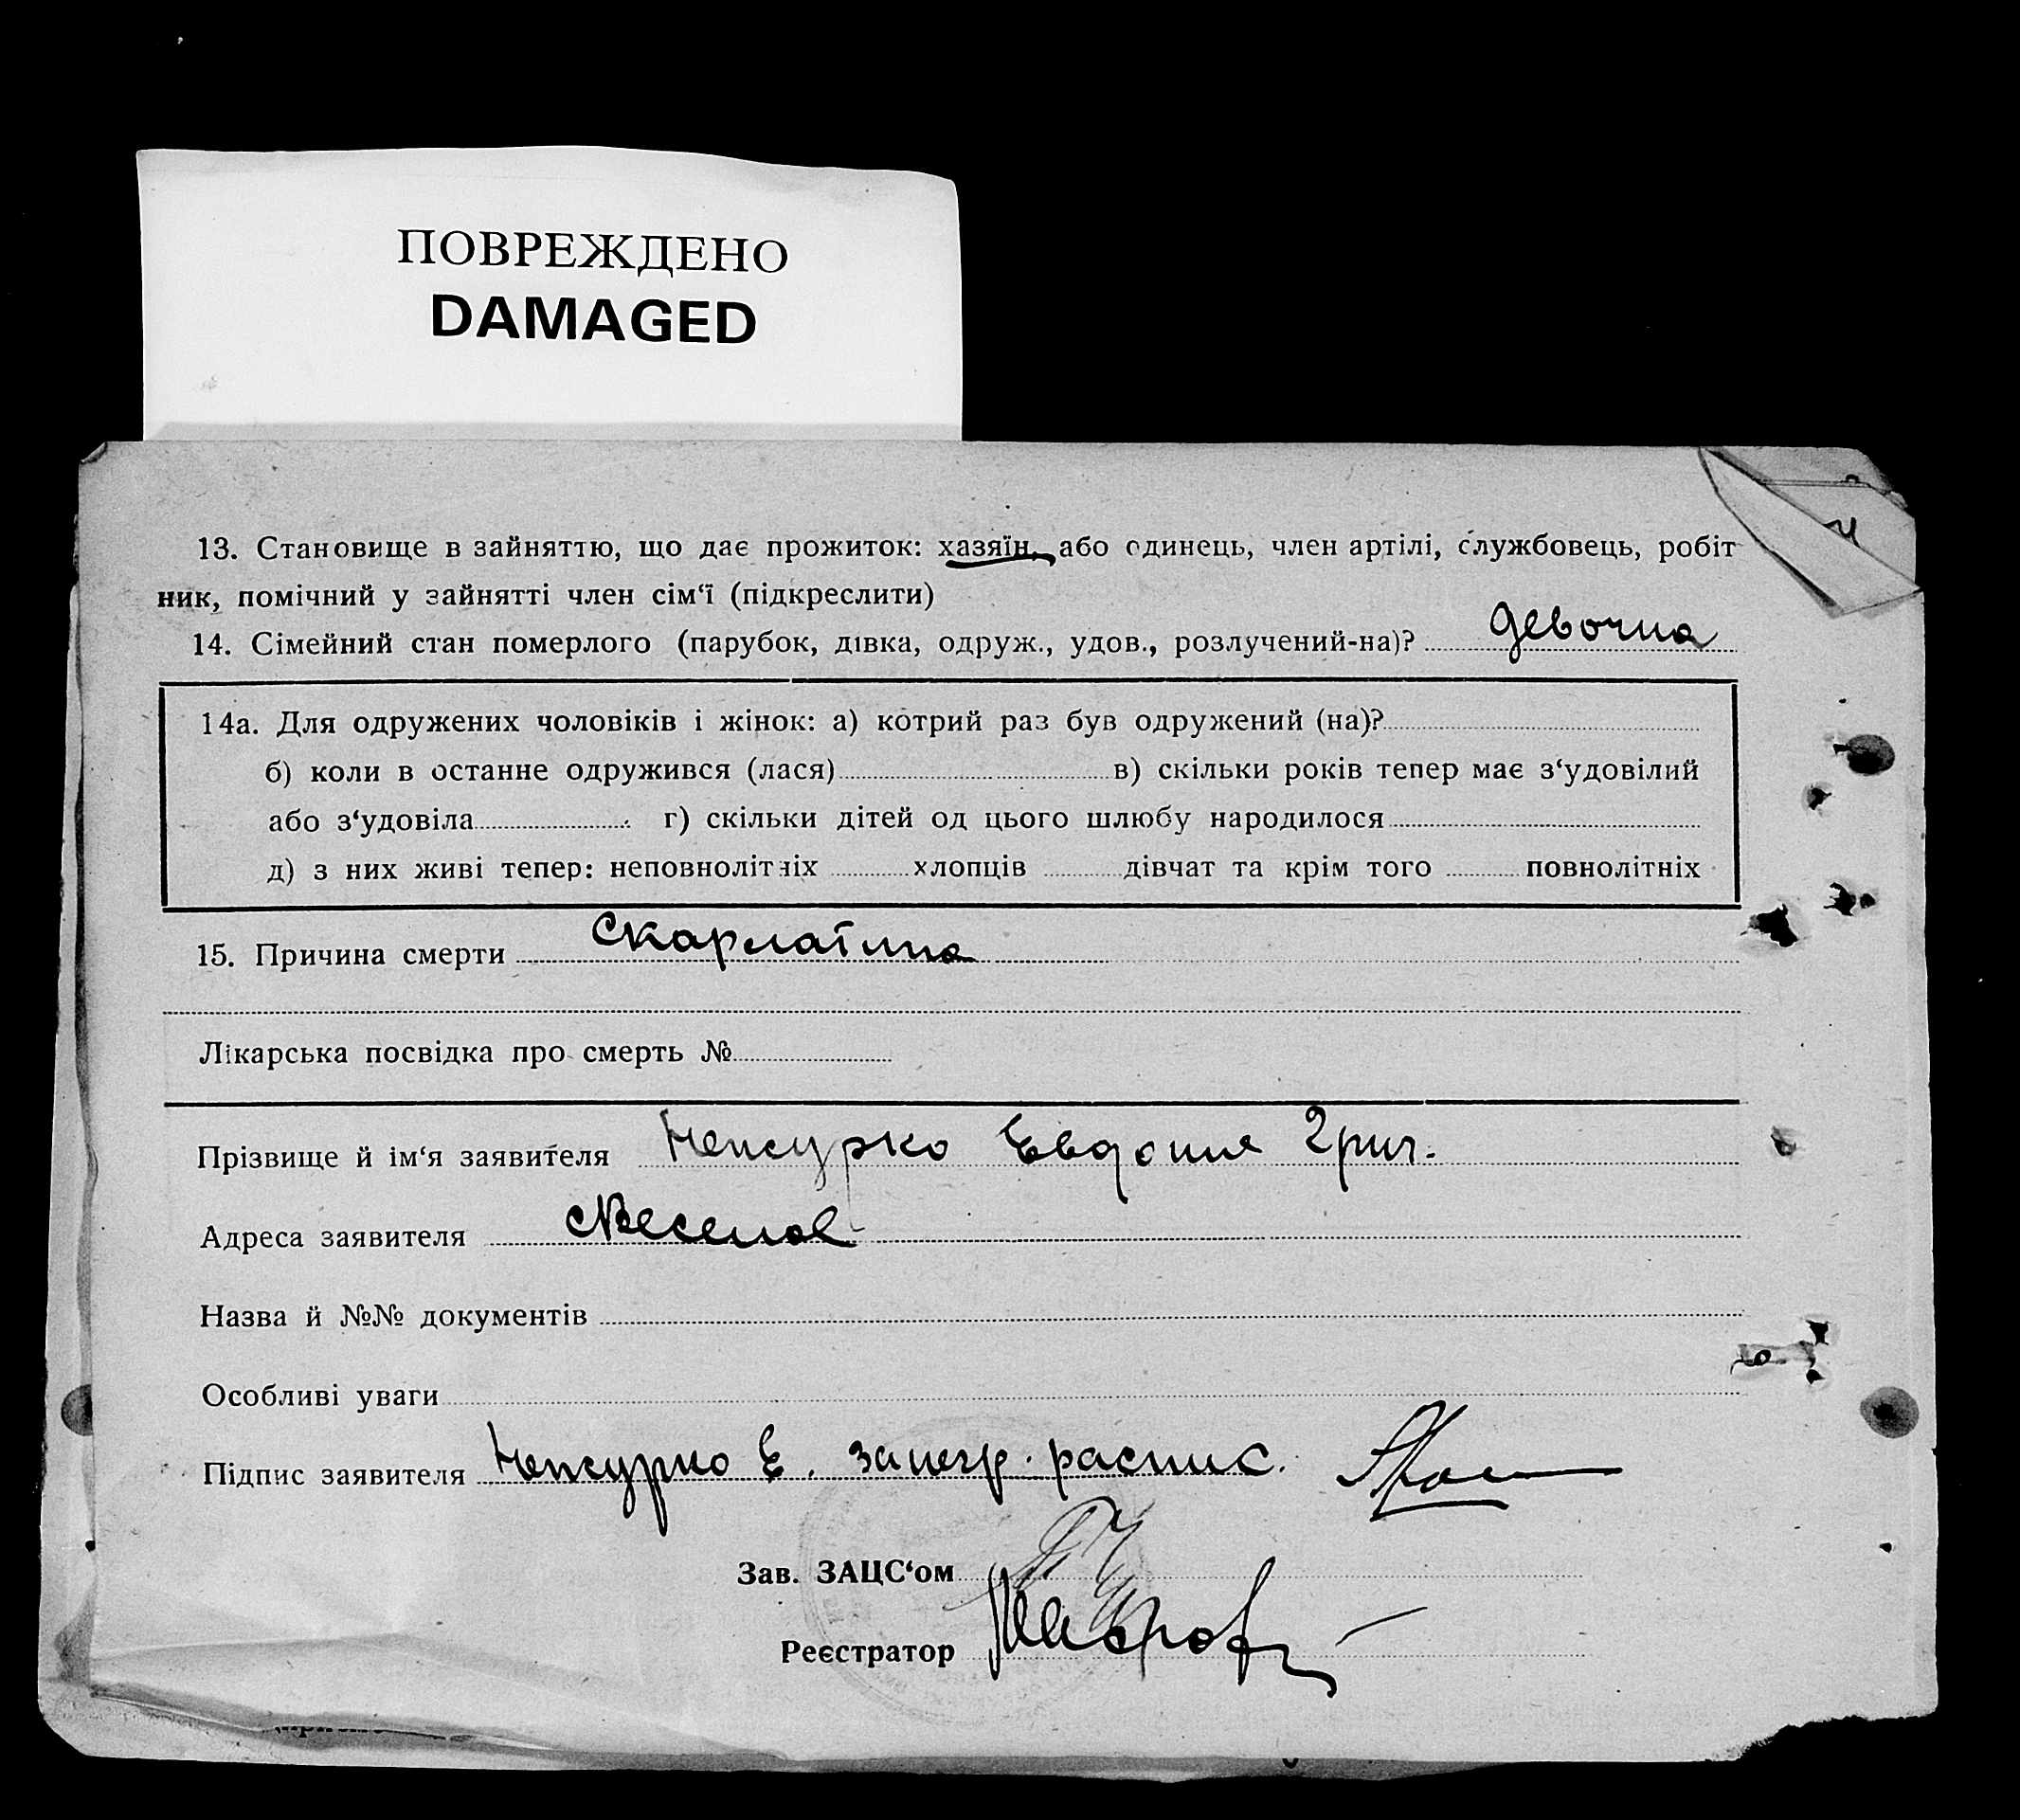 ПОВРЕЖДЕНО
DAMAGED
13. Становище в зайняттю, що дає прожиток: хазяїн, або одинець, член артілі, службовець, робіт
ник, помічний у зайнятті член сім‘ї (підкреслити)
14. Сімейний стан померлого (парубок, дівка, одруж., удов., розлучений-на)? девочка
14а. Для одружених чоловіків і жінок: а) котрий раз був одружений (на)?
б) коли в останне одружився (лася) в) скільки років тепер має з‘удовілий
або з‘удовіла г) скільки дітей од цього шлюбу народилося
д) з них живі тепер: неповнолітніх хлопців дівчат та крім того повнолітніх
15. Причина смерти скарлатина
Лікарська посвідка про смерть №
Прізвище й ім‘я заявителя Непсурко Евдокия Григ.
Адреса заявителя с Веселое
Назва й №№ документів
Особливі уваги
Підпис заявителя Непсурко Е. занегр. распис.
Зав. ЗАЦС‘ом
Реєстратор